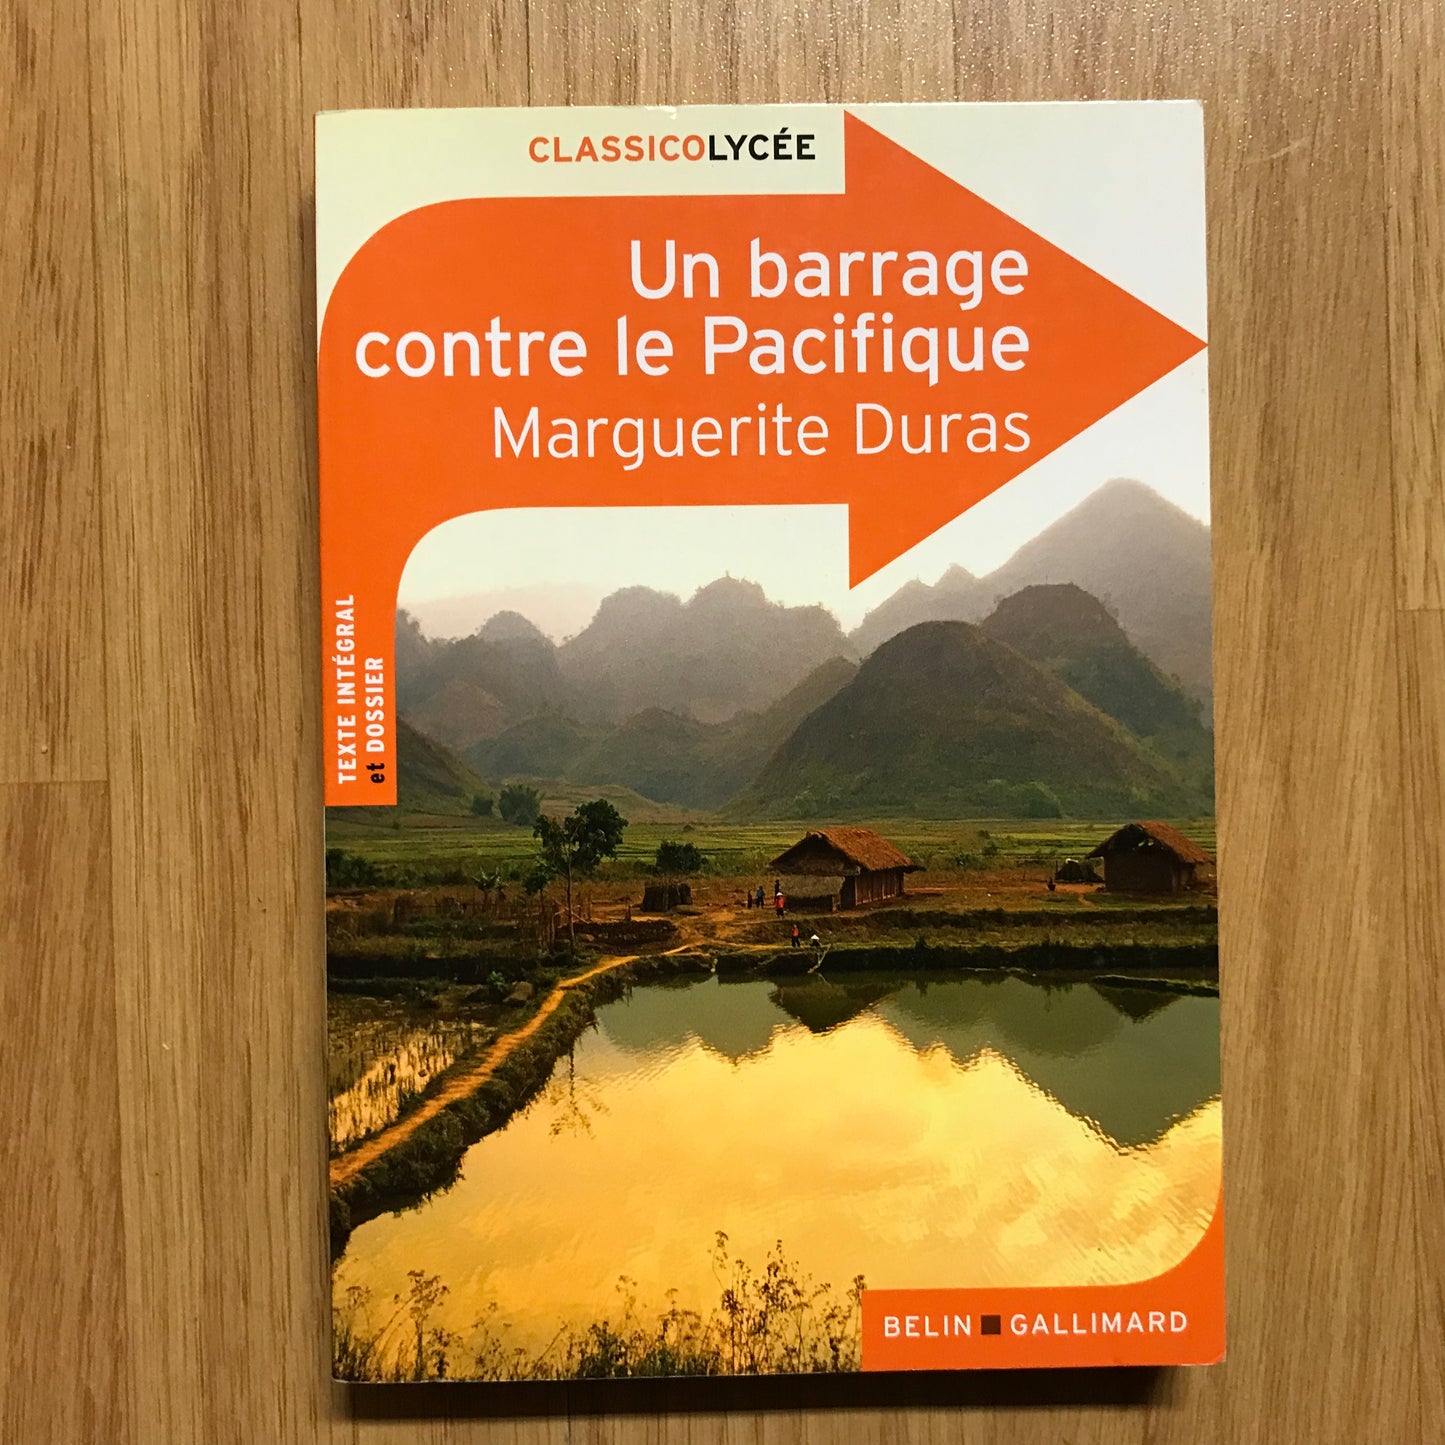 CLASSICOLYCÉE
Un barrage
contre le Pacifique
Marguerite Duras
TEXTE INTÉGRAL
et DOSSIER
BELIN ■ GALLIMARD